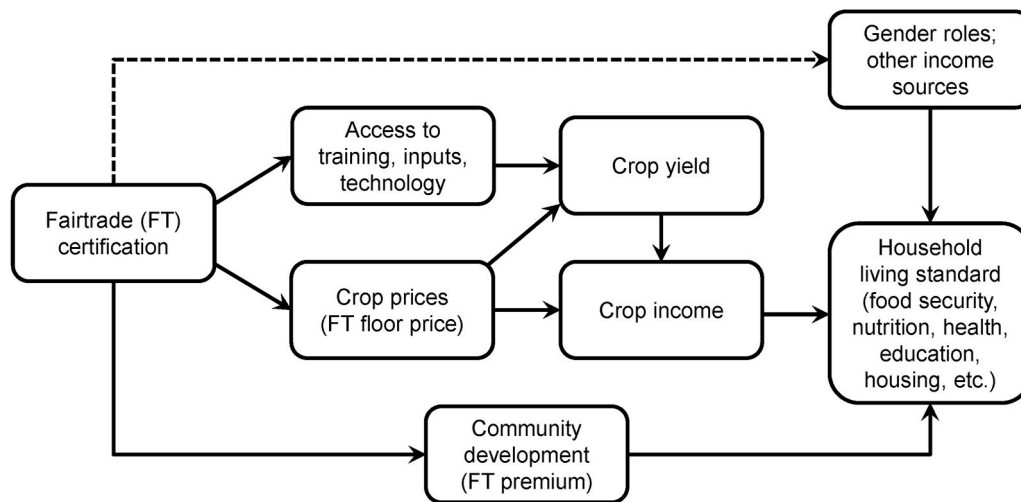 Gender roles;
other income
sources
Access to
training, inputs,
technology
Crop yield
Fairtrade (FT)
certification
Crop prices
(FT floor price)
Crop income
Household
living standard
(food security,
nutrition, health,
education,
housing, etc.)
Community
development
(FT premium)